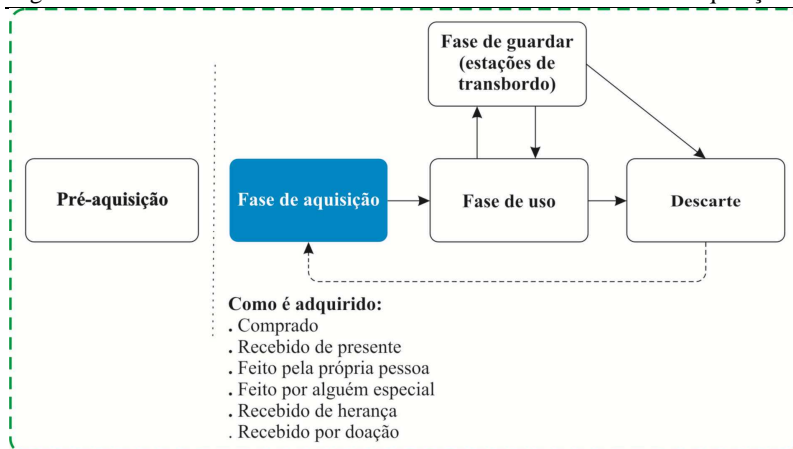 Fase de guardar
(estações de
transbordo)
Pré-aquisição
Fase de aquisição
Fase de uso
Descarte
Como é adquirido:
. Comprado
. Recebido de presente
. Feito pela própria pessoa
. Feito por alguém especial
. Recebido de herança
. Recebido por doação